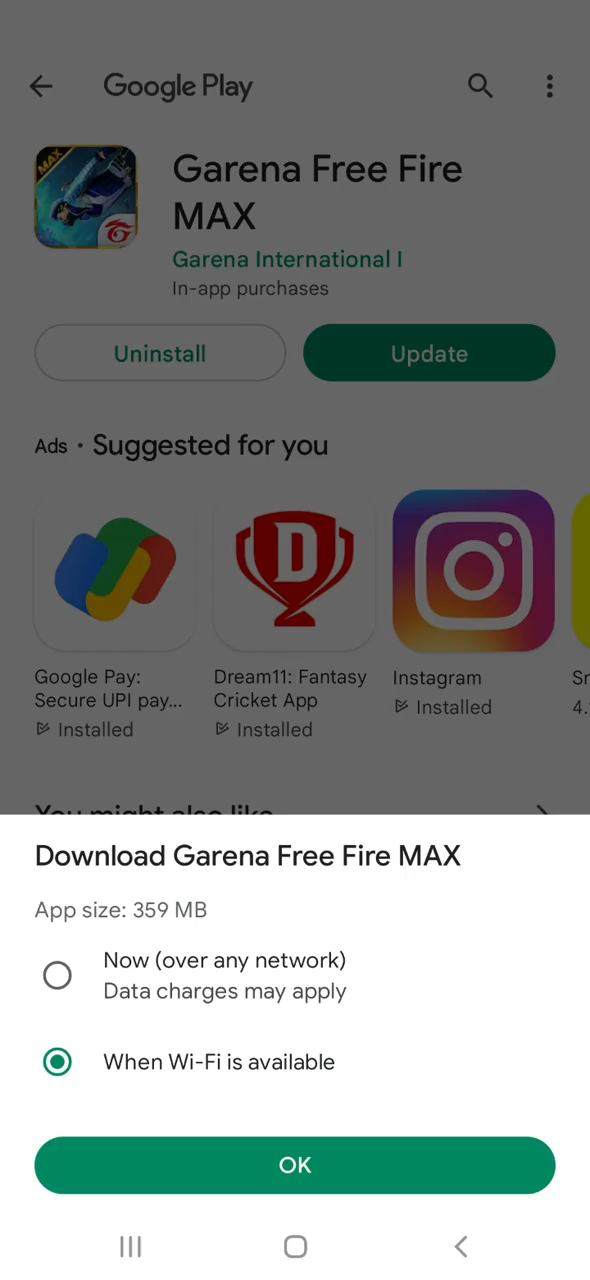 Google Play
MAX
Garena Free Fire
MAX
Garena International I
In-app purchases
Uninstall
Update
Ads • Suggested for you
D
Google Pay:
Secure UPI pay...
Installed
Dream11: Fantasy
Cricket App
Installed
Instagram
Installed
Sr
4.
You might also like
Download Garena Free Fire MAX
App size: 359 MB
Now (over any network)
Data charges may apply
When Wi-Fi is available
OK